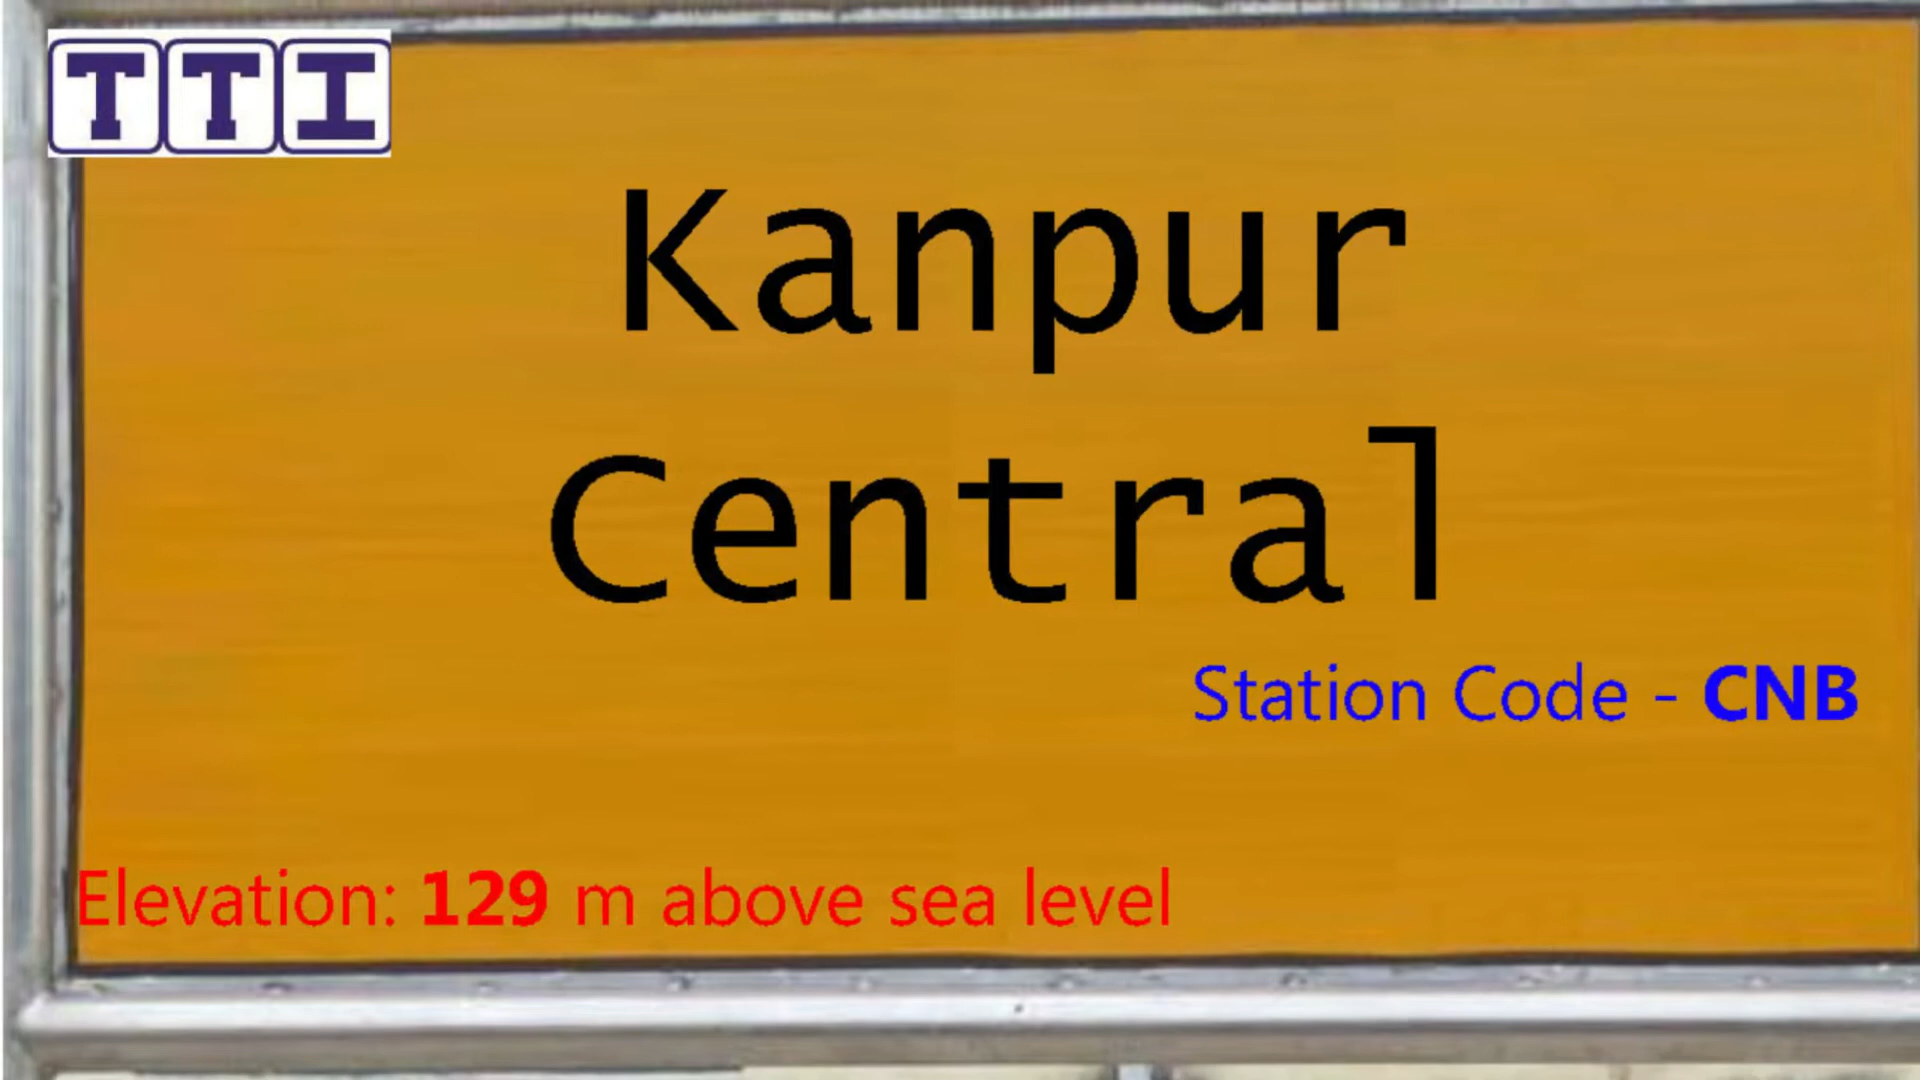 TTI
Kanpur
Central
Station Code - CNB
Elevation: 129 m above sea level